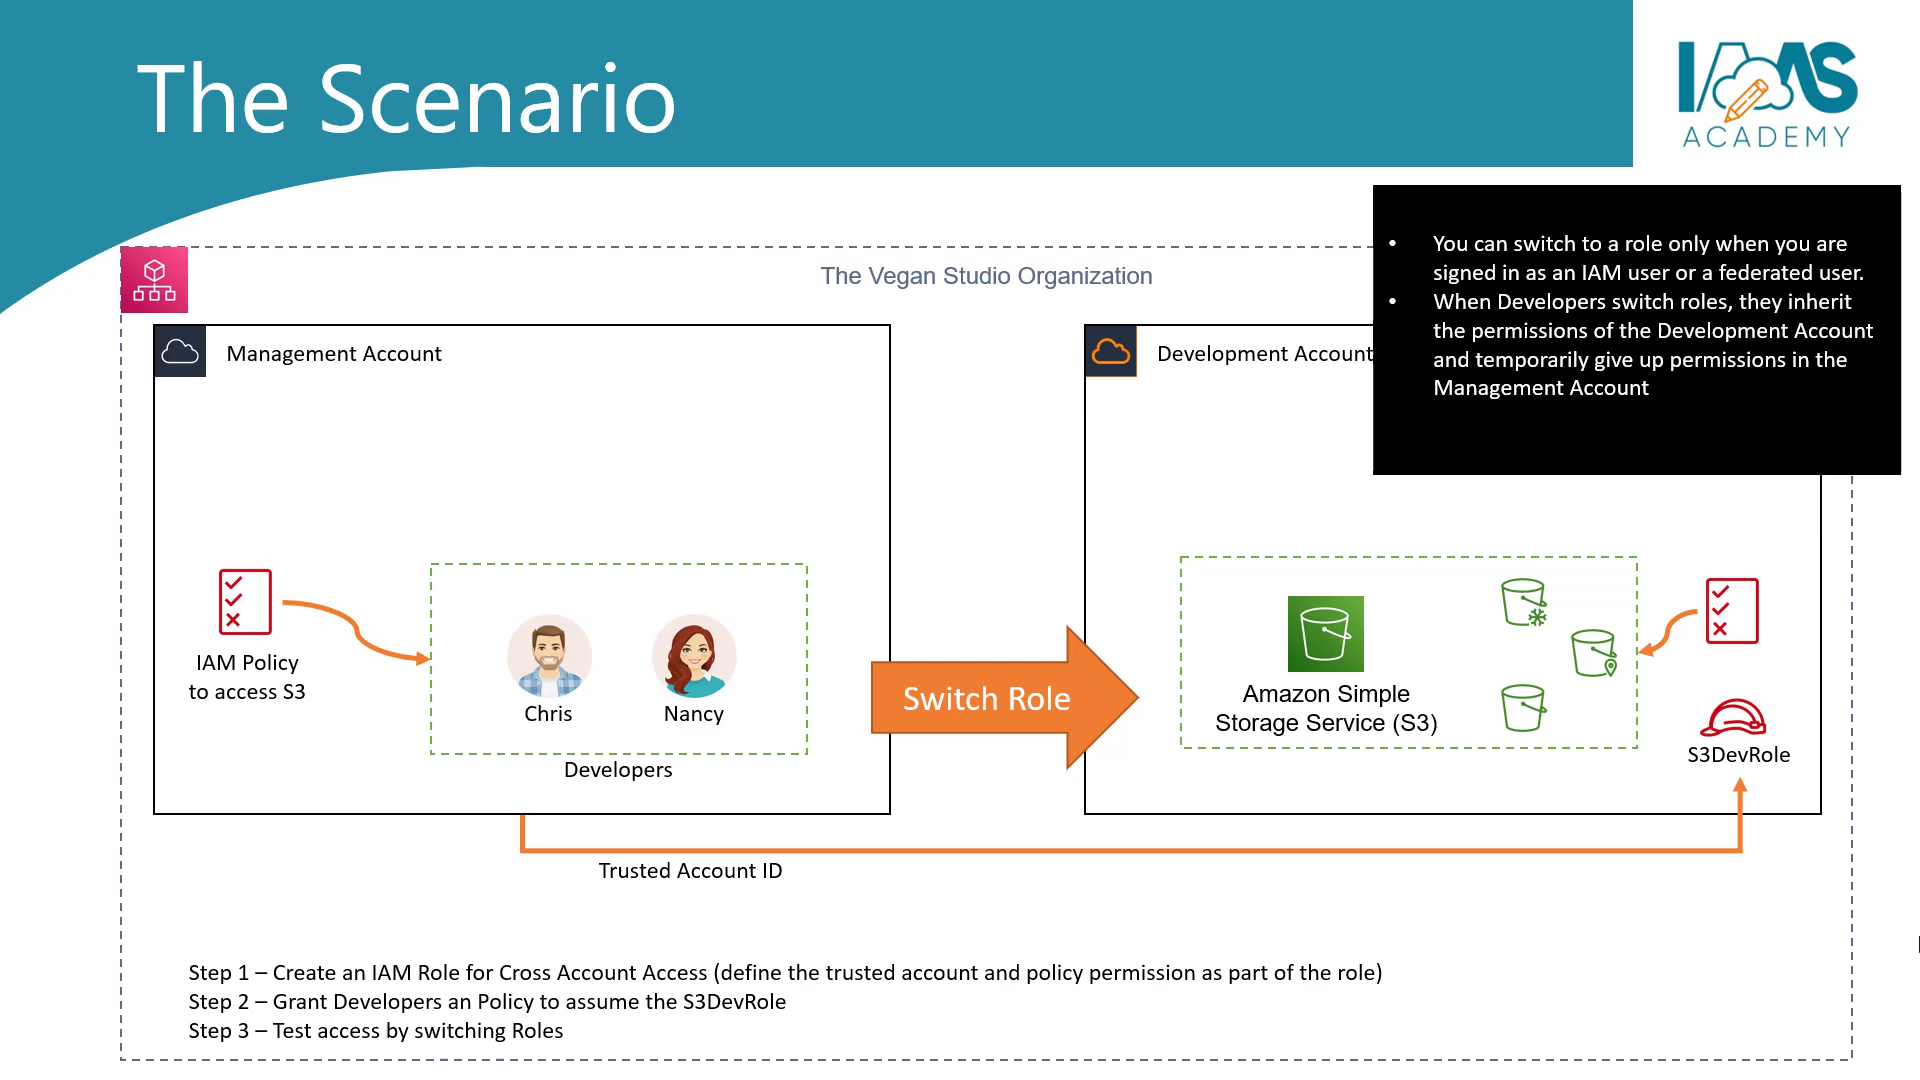 The Scenario
IAAS
ACADEMY
• You can switch to a role only when you are
signed in as an IAM user or a federated user.
• When Developers switch roles, they inherit
the permissions of the Development Account
and temporarily give up permissions in the
Management Account
The Vegan Studio Organization
Management Account
Development Account
IAM Policy
to access S3
Chris
Nancy
Developers
Switch Role
Amazon Simple
Storage Service (S3)
S3DevRole
Trusted Account ID
Step 1 – Create an IAM Role for Cross Account Access (define the trusted account and policy permission as part of the role)
Step 2 – Grant Developers an Policy to assume the S3DevRole
Step 3 – Test access by switching Roles